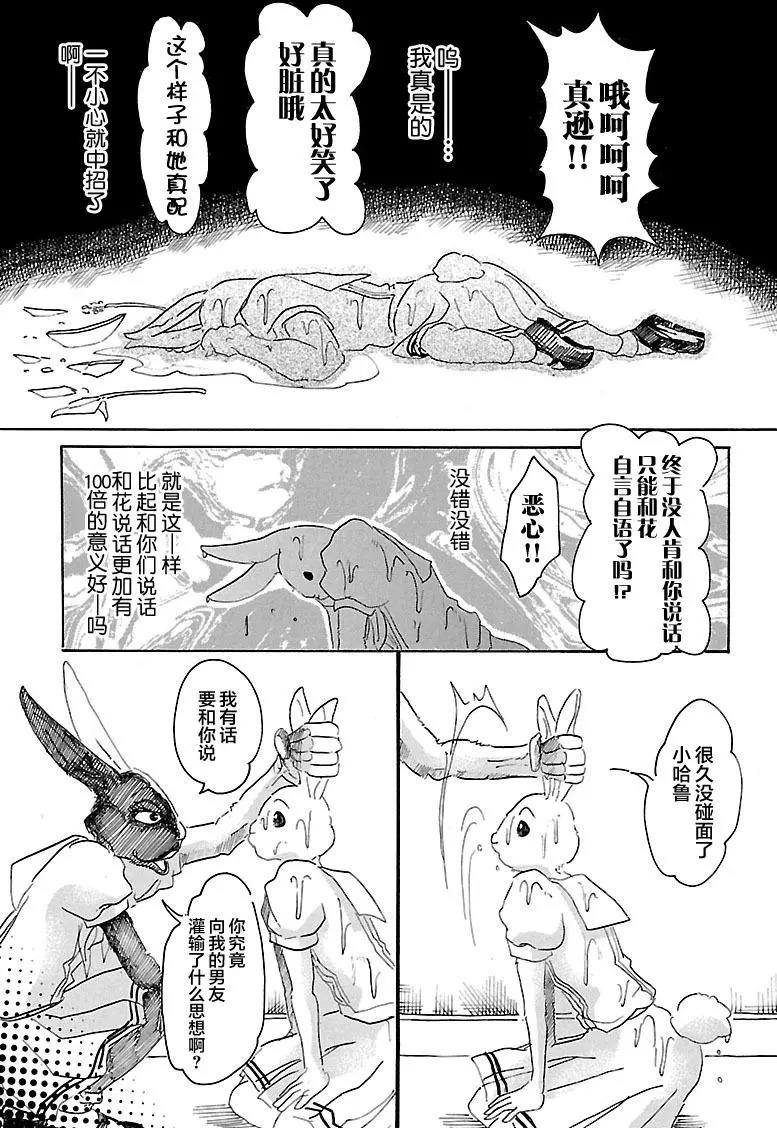 哦呵呵呵
真逊!!
呜——…
我真是的
真的太好笑了
好脏哦
这个样子和她真配
一不小心就中招了
啊——
终于没人肯和你说话
只能和花
自言自语了吗!?
恶心!!
没错没错
就是这—样
比起和你们说话
和花说话更加有
100倍的意义好—吗
很久没碰面了
小哈鲁
我有话
要和你说
你究竟
向我的男友
灌输了什么思想啊?